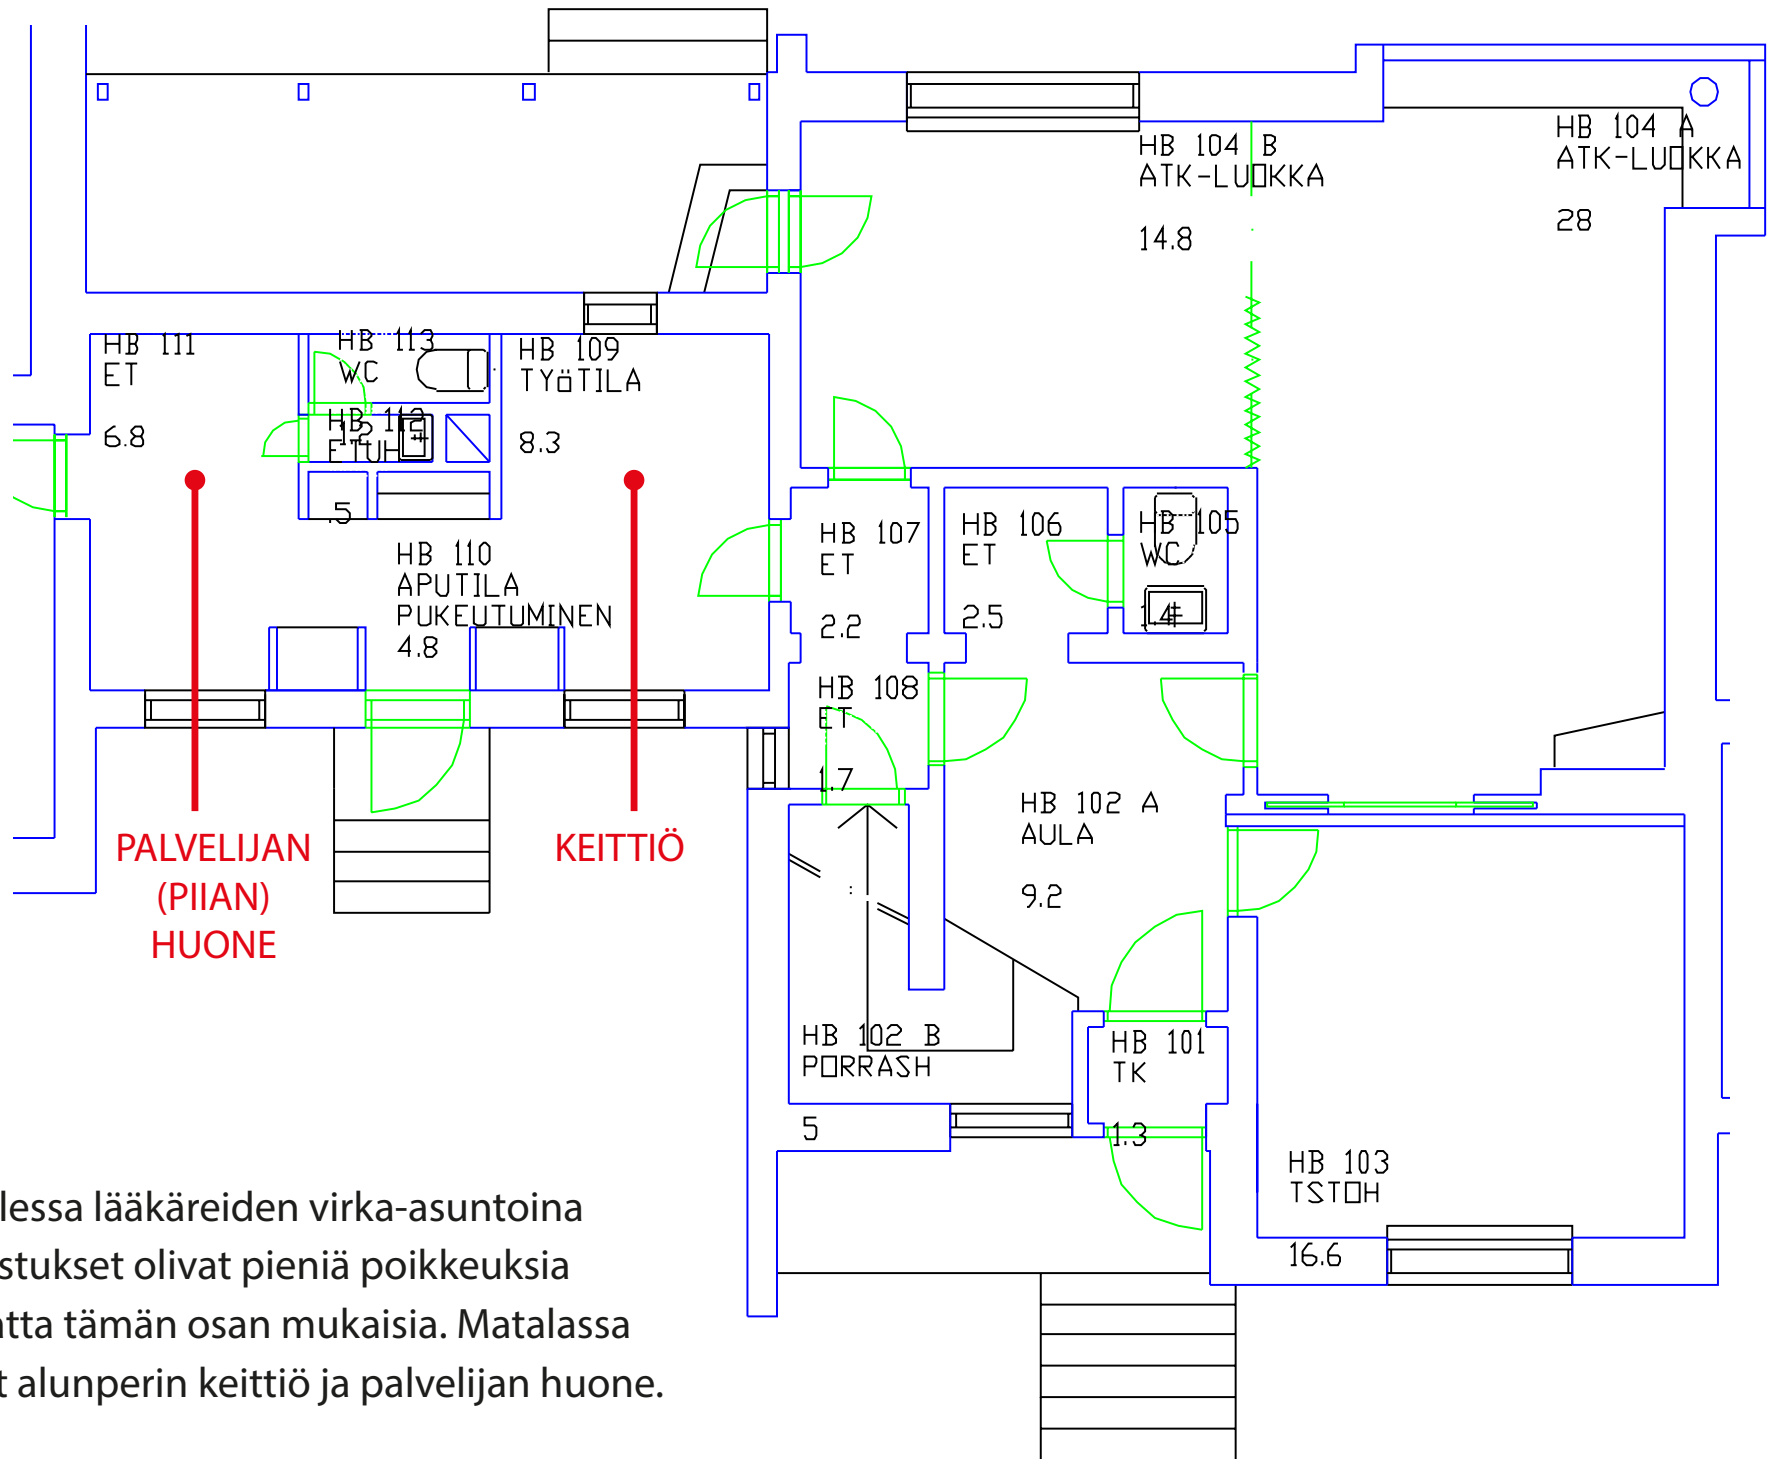 HB 104 B
ATK-LUOKKA
14.8
HB 104 A
ATK-LUOKKA
28
HB 111
ET
6.8
HB 113
WC
1.2
HB 112
ETUH
.5
HB 109
TYöTILA
8.3
HB 110
APUTILA
PUKEUTUMINEN
4.8
HB 107
ET
2.2
HB 106
ET
2.5
HB 105
WC
1.4
HB 108
ET
1.7
HB 102 A
AULA
9.2
PALVELIJAN
(PIIAN)
HUONE
KEITTIÖ
HB 102 B
PORRASH
5
HB 101
TK
1.3
HB 103
TSTOH
16.6
lessa lääkäreiden virka-asuntoina
stukset olivat pieniä poikkeuksia
atta tämän osan mukaisia. Matalassa
t alunperin keittiö ja palvelijan huone.